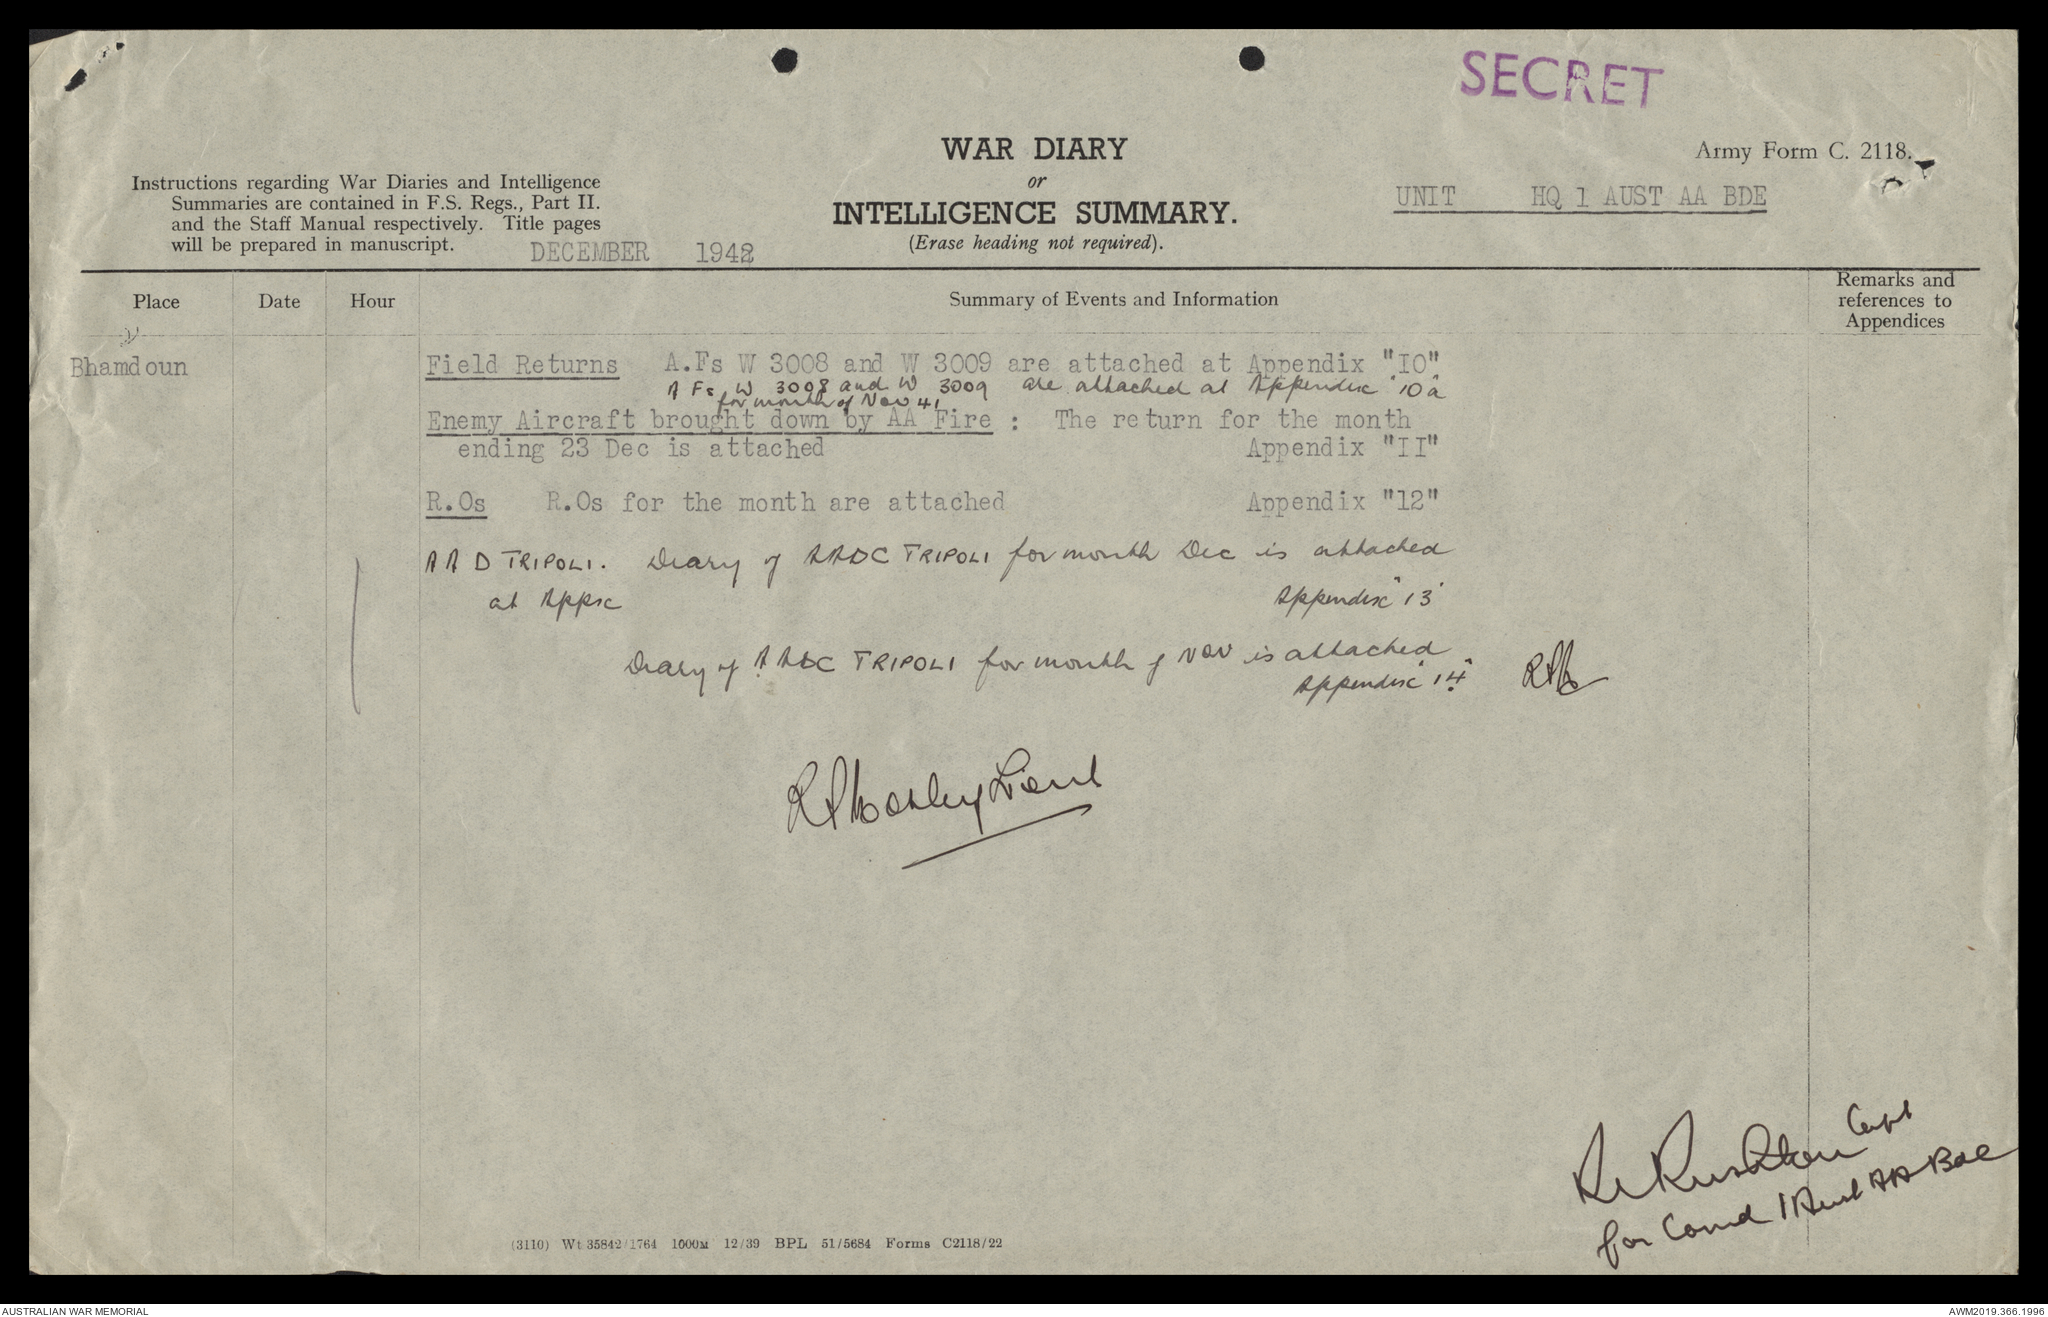 SECRET
WAR DIARY
or
INTELLIGENCE SUMMARY.
(Erase heading not required).
Army Form C. 2118.
Instructions regarding War Diaries and Intelligence
Summaries are contained in F.S. Regs., Part II.
and the Staff Manual respectively. Title pages
will be prepared in manuscript.
UNIT HQ 1 AUST AA BDE
DECEMBER 1942
Place Date Hour Summary of Events and Information Remarks and
references to
Appendices
Bhamdoun
Field Returns A.Fs W 3008 and W 3009 are attached at Appendix "IO"
A Fs W 3008 and W 3009 are attached at Appendix "10a"
for month of Nov 41
Enemy Aircraft brought down by AA Fire : The return for the month
ending 23 Dec is attached Appendix "II"
R.Os R.Os for the month are attached Appendix "12"
A A D TRIPOLI. Diary of AADC TRIPOLI for month Dec is attached
at Appx Appendix "13"
Diary of AADC TRIPOLI for month of NOV is attached
Appendix "14"
Lieut
Rushton Capt
for Comd 1 Aust AA Bde
(3110) Wt 35842/1764 1000M 12/39 BPL 51/5684 Forms C2118/22
AUSTRALIAN WAR MEMORIAL
AWM2019.366.1996